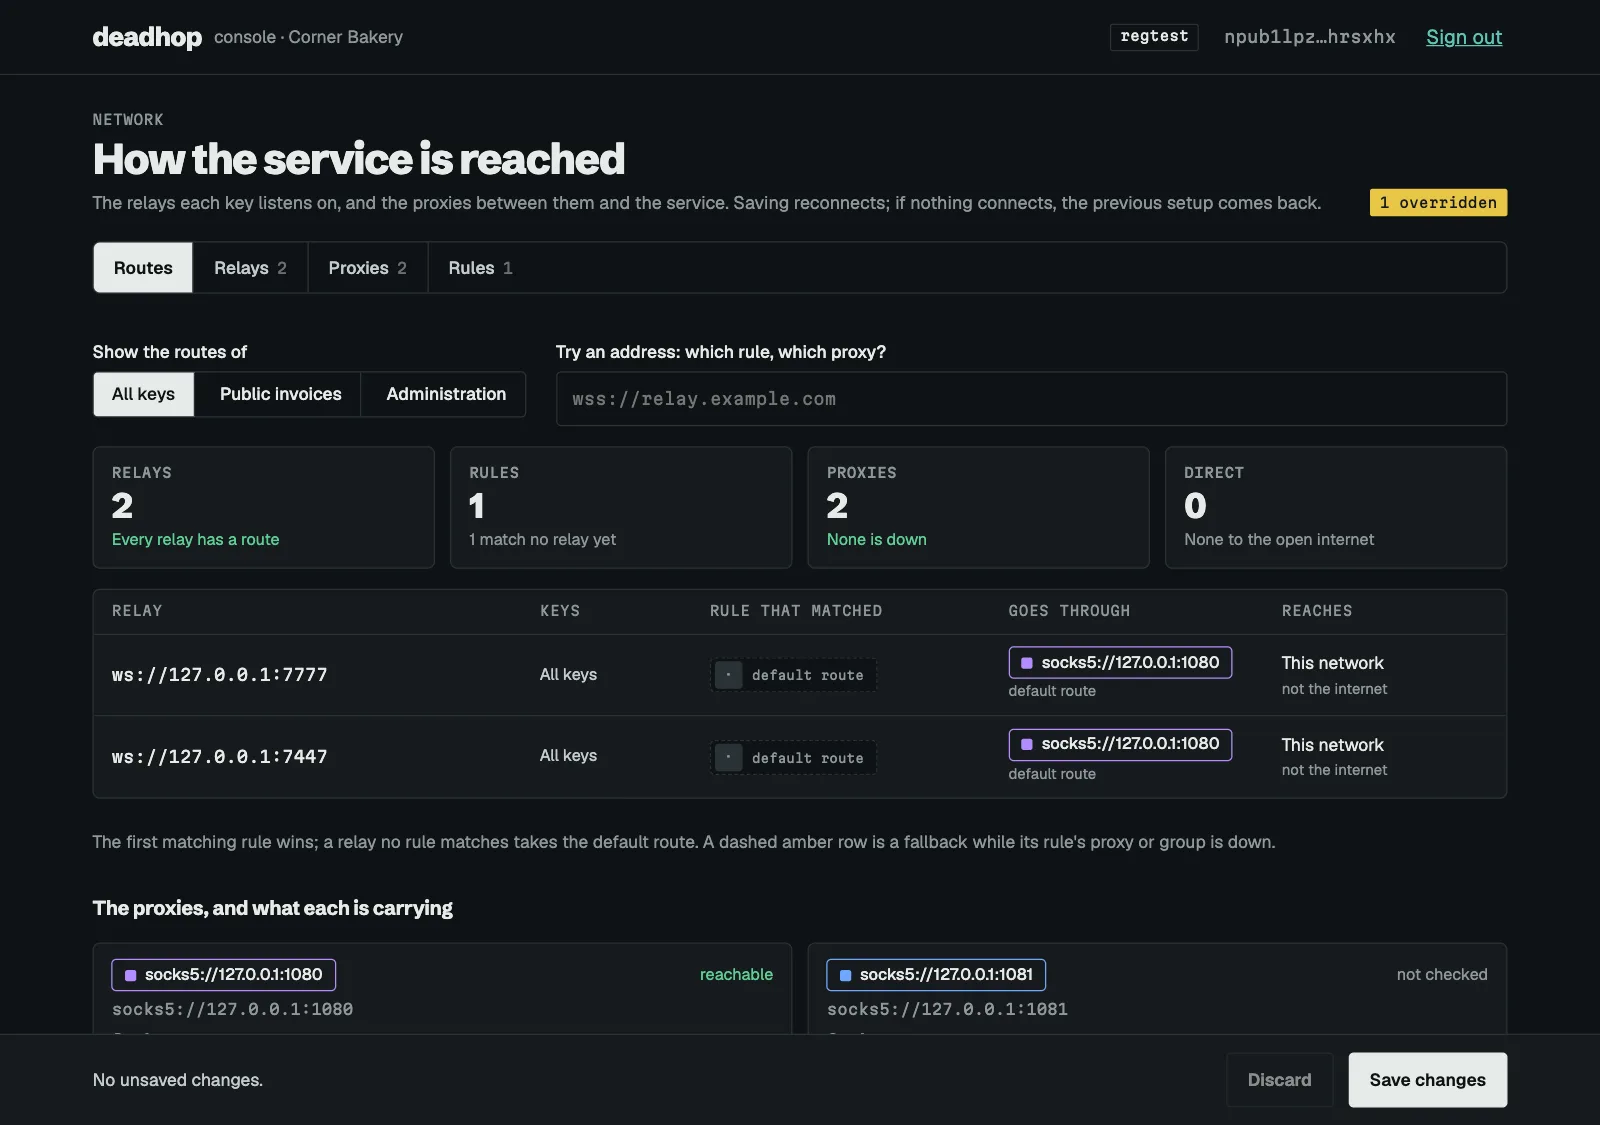 deadhop console · Corner Bakery
regtest npub1lpz…hrsxhx Sign out
NETWORK
How the service is reached
The relays each key listens on, and the proxies between them and the service. Saving reconnects; if nothing connects, the previous setup comes back.
1 overridden
Routes Relays 2 Proxies 2 Rules 1
Show the routes of
All keys Public invoices Administration
Try an address: which rule, which proxy?
wss://relay.example.com
RELAYS
2
Every relay has a route
RULES
1
1 match no relay yet
PROXIES
2
None is down
DIRECT
0
None to the open internet
RELAY KEYS RULE THAT MATCHED GOES THROUGH REACHES
ws://127.0.0.1:7777 All keys · default route socks5://127.0.0.1:1080 This network
default route not the internet
ws://127.0.0.1:7447 All keys · default route socks5://127.0.0.1:1080 This network
default route not the internet
The first matching rule wins; a relay no rule matches takes the default route. A dashed amber row is a fallback while its rule's proxy or group is down.
The proxies, and what each is carrying
socks5://127.0.0.1:1080 reachable
socks5://127.0.0.1:1080
socks5://127.0.0.1:1081 not checked
socks5://127.0.0.1:1081
No unsaved changes.
Discard Save changes